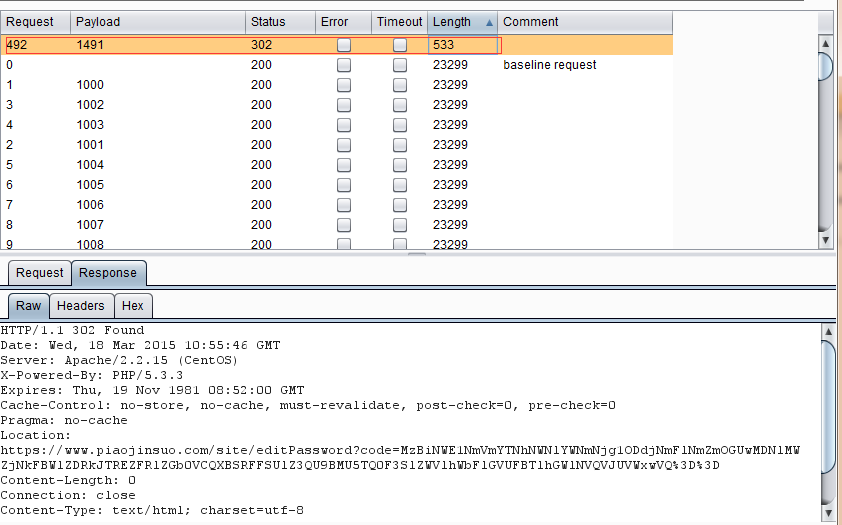 Request Payload Status Error Timeout Length Comment
492 1491 302 533
0 200 23299 baseline request
1 1000 200 23299
3 1002 200 23299
4 1003 200 23299
2 1001 200 23299
5 1004 200 23299
6 1005 200 23299
7 1006 200 23299
8 1007 200 23299
9 1008 200 23299
Request Response
Raw Headers Hex
HTTP/1.1 302 Found
Date: Wed, 18 Mar 2015 10:55:46 GMT
Server: Apache/2.2.15 (CentOS)
X-Powered-By: PHP/5.3.3
Expires: Thu, 19 Nov 1981 08:52:00 GMT
Cache-Control: no-store, no-cache, must-revalidate, post-check=0, pre-check=0
Pragma: no-cache
Location:
https://www.piaojinsuo.com/site/editPassword?code=MzBiNWE1NmVmYTNhNWN1YWNmNjg1ODdjNmF1NmZmOGUwMDN1MW
ZjNkFBW1ZDRkJTREZFR1ZGb0VCQXBSRFFSU1Z3QU9BMU5TQ0F3S1ZWV1hWbF1GVUFBT1hGW1NVQVJUVWxwVQ%3D%3D
Content-Length: 0
Connection: close
Content-Type: text/html; charset=utf-8